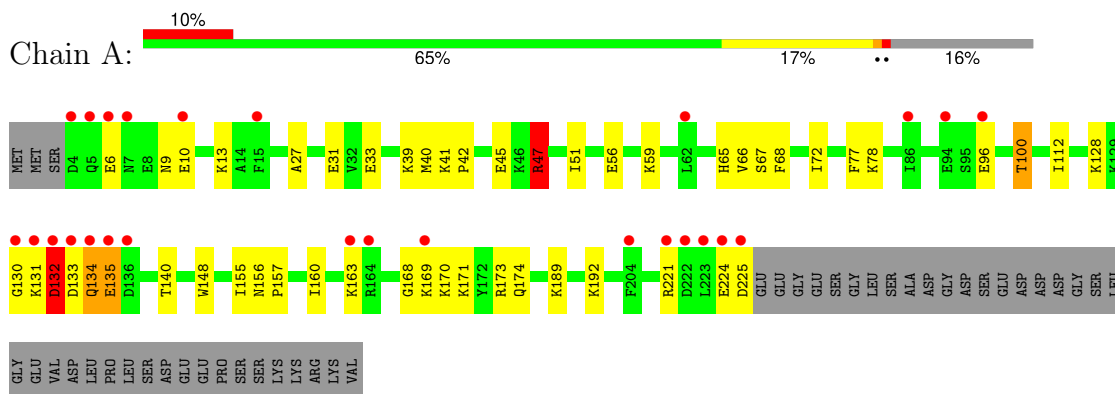 10%
Chain A:
65% 17% •• 16%
MET MET SER D4 Q5 E6 N7 E8 N9 E10 K13 A14 F15 A27 E31 V32 E33 K39 M40 K41 P42 E45 K46 R47 I51 E56 K59 L62 H65 V66 S67 F68 I72 F77 K78 I86 E94 S95 E96 T100 I112 K128 K129
G130 K131 D132 D133 Q134 E135 D136 T140 W148 I155 N156 P157 I160 K163 R164 G168 K169 K170 K171 Y172 R173 Q174 K189 K192 F204 R221 D222 L223 E224 D225 GLU GLU GLY GLU SER GLY LEU SER ALA ASP GLY ASP SER GLU ASP ASP ASP GLY SER LEU
GLY GLU VAL ASP LEU PRO LEU SER ASP GLU GLU PRO SER SER LYS LYS ARG LYS VAL